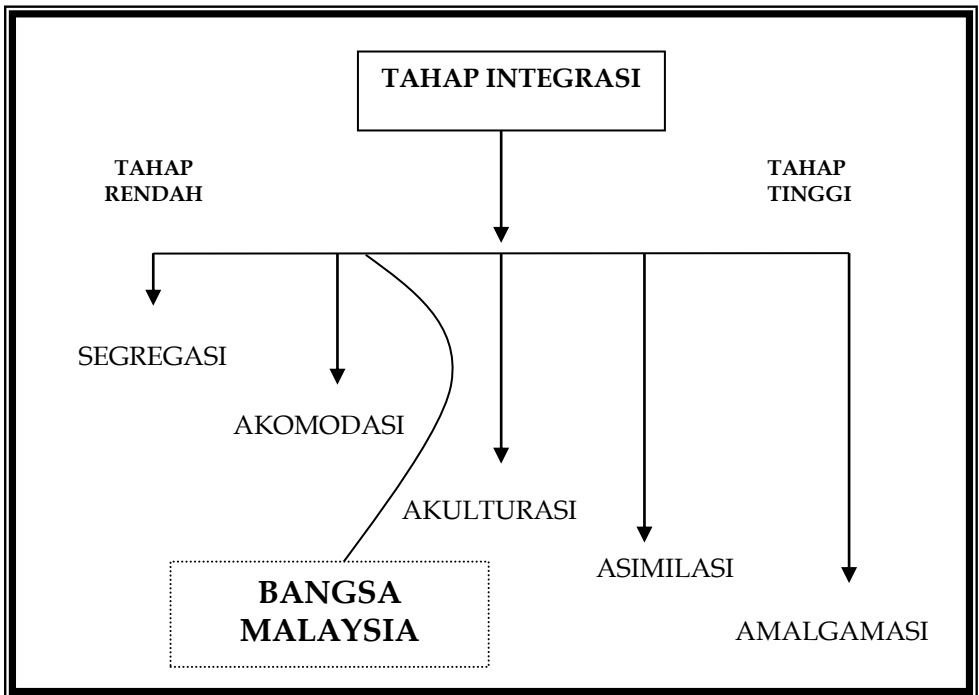 TAHAP INTEGRASI
TAHAP
RENDAH
TAHAP
TINGGI
SEGREGASI
AKOMODASI
AKULTURASI
ASIMILASI
AMALGAMASI
BANGSA
MALAYSIA